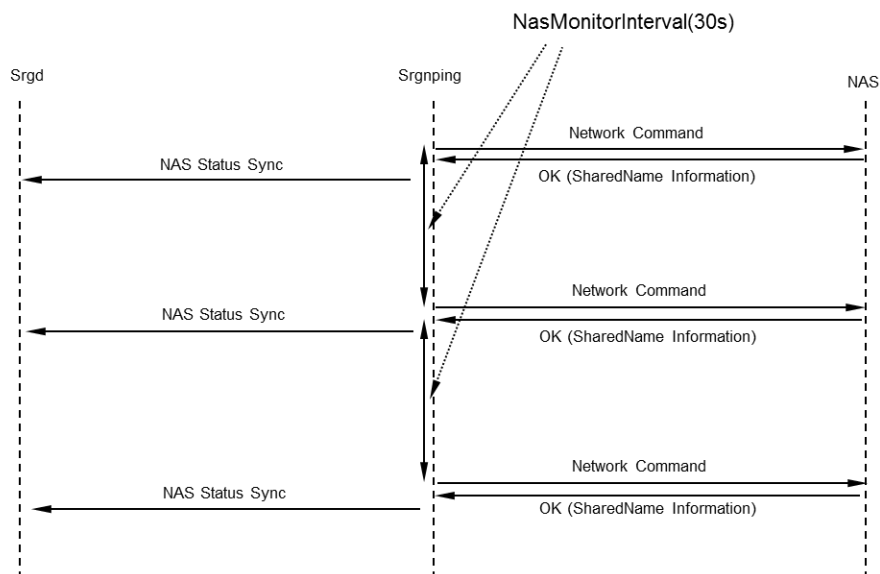 NasMonitorInterval(30s)
Srgd
Srgnping
NAS
Network Command
NAS Status Sync
OK (SharedName Information)
Network Command
NAS Status Sync
OK (SharedName Information)
Network Command
NAS Status Sync
OK (SharedName Information)